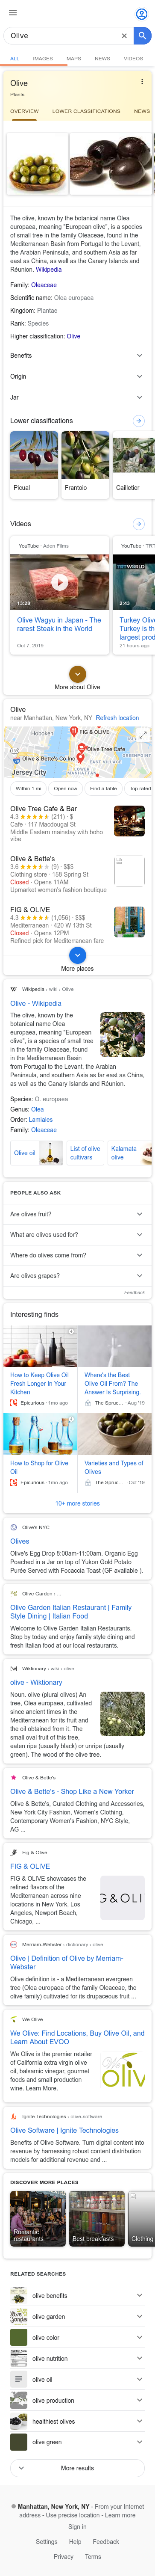 Olive
ALL IMAGES MAPS NEWS VIDEOS
Olive
Plants
OVERVIEW LOWER CLASSIFICATIONS NEWS
The olive, known by the botanical name Olea
europaea, meaning "European olive", is a species
of small tree in the family Oleaceae, found in the
Mediterranean Basin from Portugal to the Levant,
the Arabian Peninsula, and southern Asia as far
east as China, as well as the Canary Islands and
Réunion. Wikipedia
Family: Oleaceae
Scientific name: Olea europaea
Kingdom: Plantae
Rank: Species
Higher classification: Olive
Benefits
Origin
Jar
Lower classifications
Picual Frantoio Cailletier
Videos
13:28
2:43
YouTube · Aden Films
YouTube · TRT
Olive Wagyu in Japan - The
rarest Steak in the World
Turkey Olive
Turkey is th
largest prod
Oct 7, 2019
21 hours ago
More about Olive
Olive
near Manhattan, New York, NY Refresh location
Hoboken
FIG & OLIVE
Olive Tree Cafe
Olive & Bette's Co Inc
LOWER
MANHATTAN
Jersey City
Within 1 mi Open now Find a table Top rated
Olive Tree Cafe & Bar
4.3 (211) · $
Cafe · 117 Macdougal St
Middle Eastern mainstay with boho
vibe
Olive & Bette's
3.6 (9) · $$$
Clothing store · 158 Spring St
Closed · Opens 11AM
Upmarket women's fashion boutique
FIG & OLIVE
4.3 (1,056) · $$$
Mediterranean · 420 W 13th St
Closed · Opens 12PM
Refined pick for Mediterranean fare
More places
Wikipedia › wiki › Olive
Olive - Wikipedia
The olive, known by the
botanical name Olea
europaea, meaning "European
olive", is a species of small
tree in the family Oleaceae,
found in the Mediterranean
Basin from Portugal to the Levant, the Arabian
Peninsula, and southern Asia as far east as China,
as well as the Canary Islands and Réunion.
Species: O. europaea
Genus: Olea
Order: Lamiales
Family: Oleaceae
Olive oil
List of olive
cultivars
Kalamata
olive
PEOPLE ALSO ASK
Are olives fruit?
What are olives used for?
Where do olives come from?
Are olives grapes?
Feedback
Interesting finds
How to Keep Olive Oil
Fresh Longer In Your
Kitchen
Where's the Best
Olive Oil From? The
Answer Is Surprising.
Epicurious · 1mo ago
The Spruc... · Aug '19
How to Shop for Olive
Oil
Varieties and Types of
Olives
Epicurious · 1mo ago
The Spruc... · Oct '19
10+ more stories
Olive's NYC
Olives
Olive's Egg Drop 8:00am-11:00am. Organic Egg
Poached in a Jar on top of Yukon Gold Potato
Purée Served with Focaccia Toast (GF available ).
Olive Garden › ...
Olive Garden Italian Restaurant | Family
Style Dining | Italian Food
Welcome to Olive Garden Italian Restaurants.
Stop by today and enjoy family style dining and
fresh Italian food at our local restaurants.
Wiktionary › wiki › olive
olive - Wiktionary
Noun. olive (plural olives) An
tree, Olea europaea, cultivated
since ancient times in the
Mediterranean for its fruit and
the oil obtained from it. The
small oval fruit of this tree,
eaten ripe (usually black) or unripe (usually
green). The wood of the olive tree.
Olive & Bette's
Olive & Bette's - Shop Like a New Yorker
Olive & Bette's, Curated Clothing and Accessories,
New York City Fashion, Women's Clothing,
Contemporary Women's Fashion, NYC Style,
AG ...
Fig & Olive
FIG & OLIVE
FIG & OLIVE showcases the
refined flavors of the
Mediterranean across nine
locations in New York, Los
Angeles, Newport Beach,
Chicago, ...
G & OLI
Merriam-Webster › dictionary › olive
Olive | Definition of Olive by Merriam-
Webster
Olive definition is - a Mediterranean evergreen
tree (Olea europaea of the family Oleaceae, the
olive family) cultivated for its drupaceous fruit ...
We Olive
We Olive: Find Locations, Buy Olive Oil, and
Learn About EVOO
We Olive is the premier retailer
of California extra virgin olive
oil, balsamic vinegar, gourmet
foods and small production
wine. Learn More.
oliv
Ignite Technologies › olive-software
Olive Software | Ignite Technologies
Benefits of Olive Software. Turn digital content into
revenue by harnessing robust content distribution
models for additional revenue and ...
DISCOVER MORE PLACES
Romantic
restaurants
Best breakfasts
Clothing
RELATED SEARCHES
olive benefits
olive garden
olive color
olive nutrition
olive oil
olive production
healthiest olives
olive green
More results
Manhattan, New York, NY - From your Internet
address - Use precise location - Learn more
Sign in
Settings Help Feedback
Privacy Terms